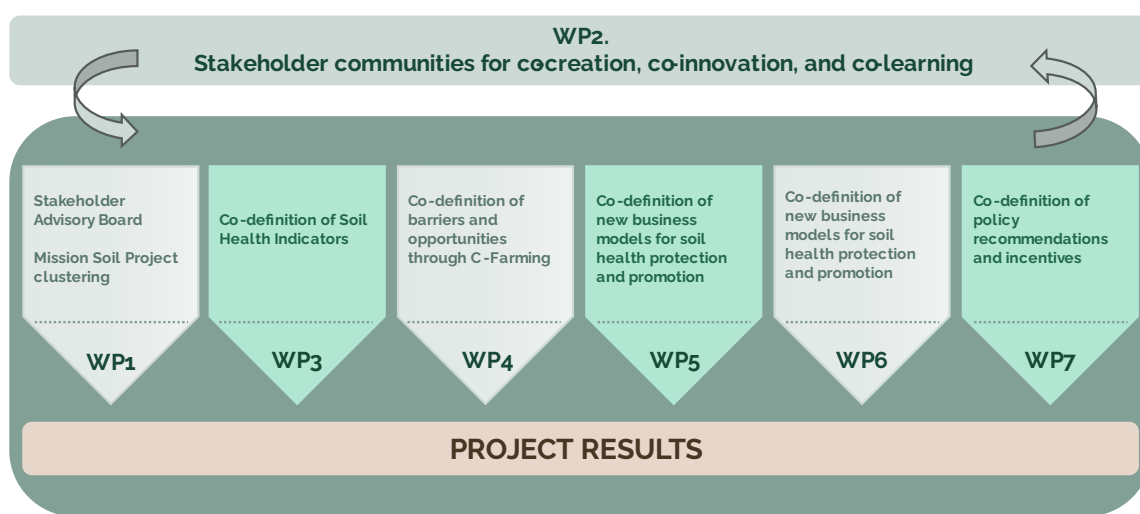 WP2.
Stakeholder communities for cocreation, co-innovation, and co-learning
Stakeholder
Advisory Board
Mission Soil Project
clustering
WP1
Co-definition of Soil
Health Indicators
WP3
Co-definition of
barriers and
opportunities
through C-Farming
WP4
Co-definition of
new business
models for soil
health protection
and promotion
WP5
Co-definition of
new business
models for soil
health protection
and promotion
WP6
Co-definition of
policy
recommendations
and incentives
WP7
PROJECT RESULTS